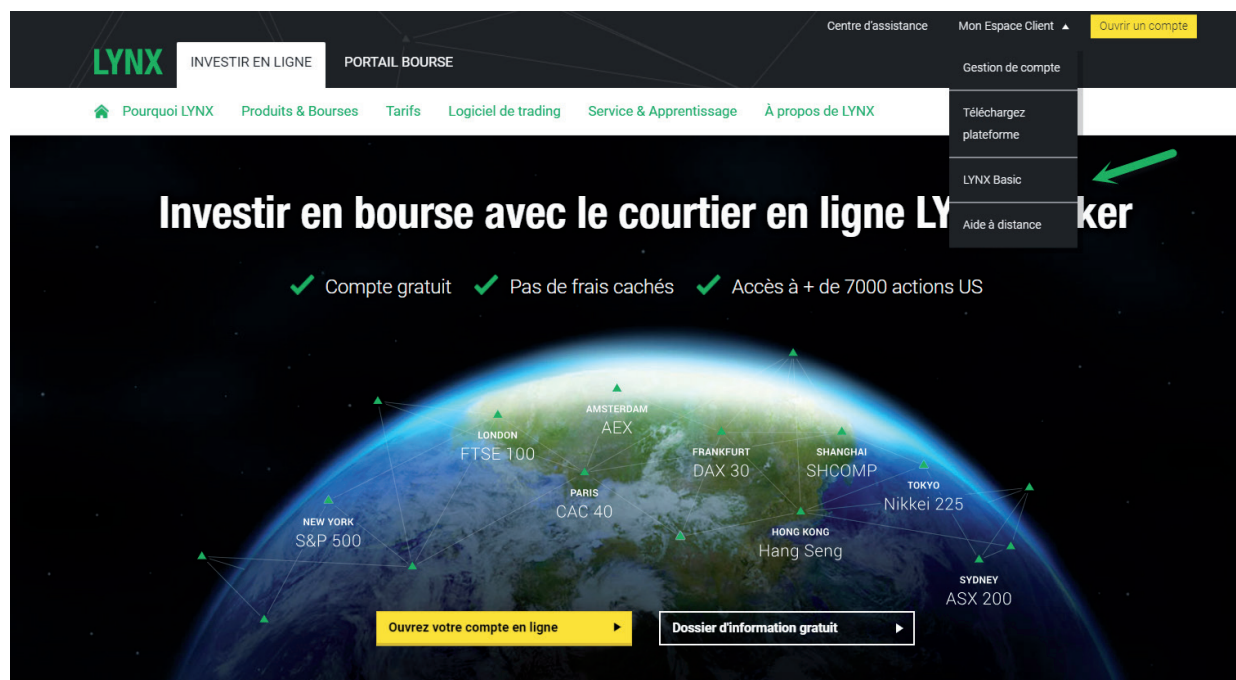 Centre d'assistance Mon Espace Client Ouvrir un compte
LYNX INVESTIR EN LIGNE PORTAIL BOURSE
Gestion de compte
Pourquoi LYNX Produits & Bourses Tarifs Logiciel de trading Service & Apprentissage À propos de LYNX
Téléchargez
plateforme
LYNX Basic
Aide à distance
Investir en bourse avec le courtier en ligne LY ker
Compte gratuit Pas de frais cachés Accès à + de 7000 actions US
AMSTERDAM
AEX
LONDON
FTSE 100
FRANKFURT
DAX 30
SHANGHAI
SHCOMP
TOKYO
Nikkei 225
PARIS
CAC 40
NEW YORK
S&P 500
HONG KONG
Hang Seng
SYDNEY
ASX 200
Ouvrez votre compte en ligne
Dossier d'information gratuit